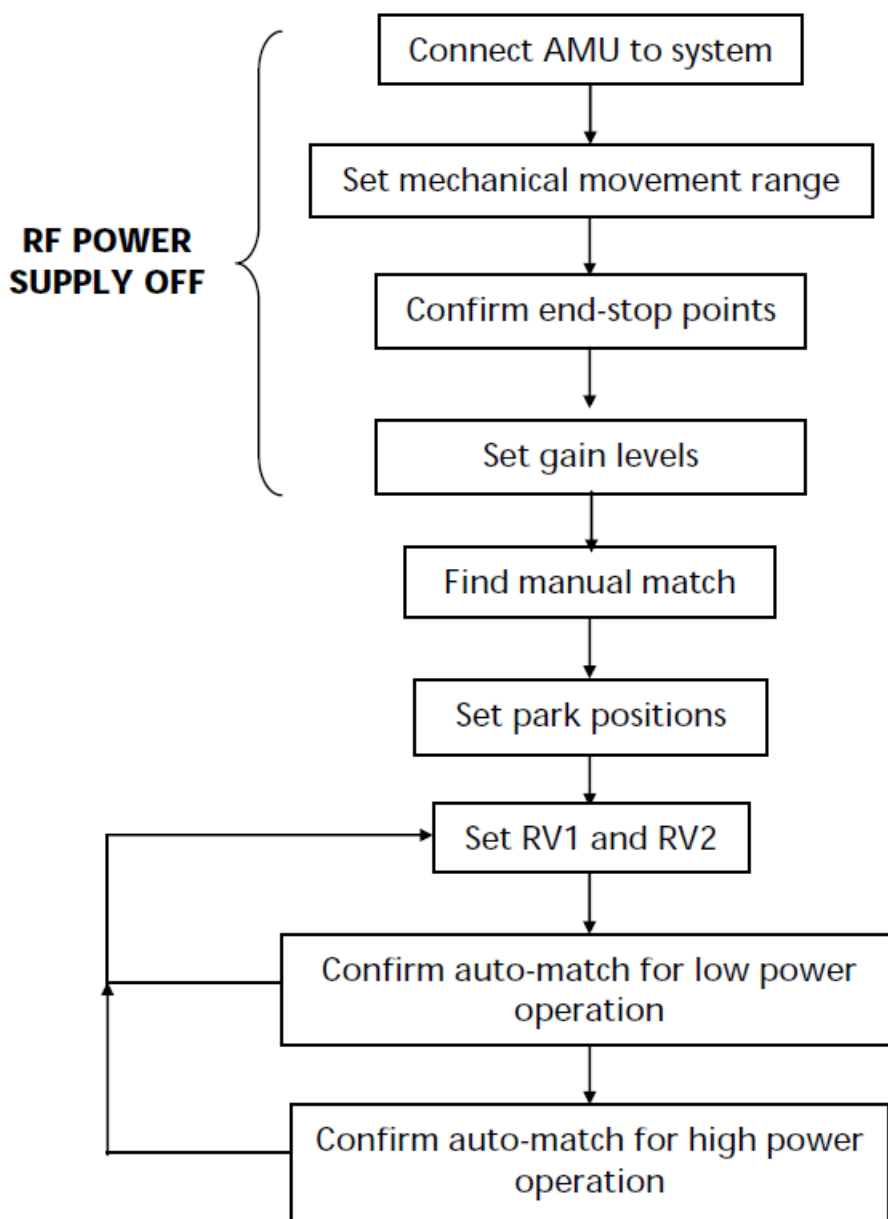 Connect AMU to system
Set mechanical movement range
RF POWER
SUPPLY OFF
Confirm end-stop points
Set gain levels
Find manual match
Set park positions
Set RV1 and RV2
Confirm auto-match for low power
operation
Confirm auto-match for high power
operation